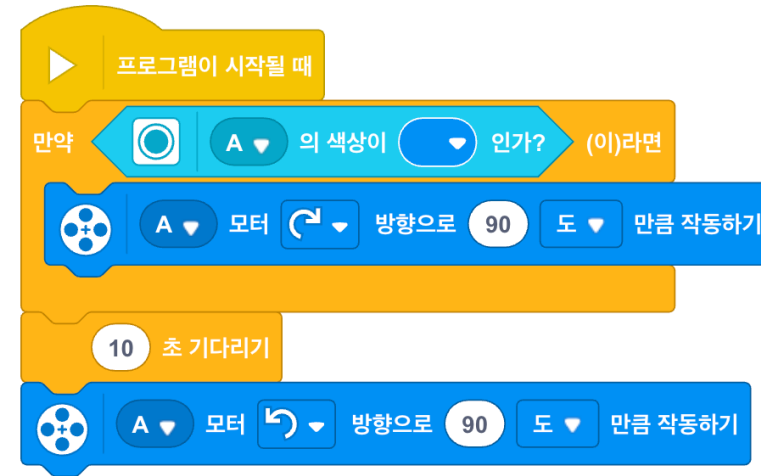 프로그램이 시작될 때
만약 A 의 색상이 인가? (이)라면
A 모터 방향으로 90 도 만큼 작동하기
10 초 기다리기
A 모터 방향으로 90 도 만큼 작동하기